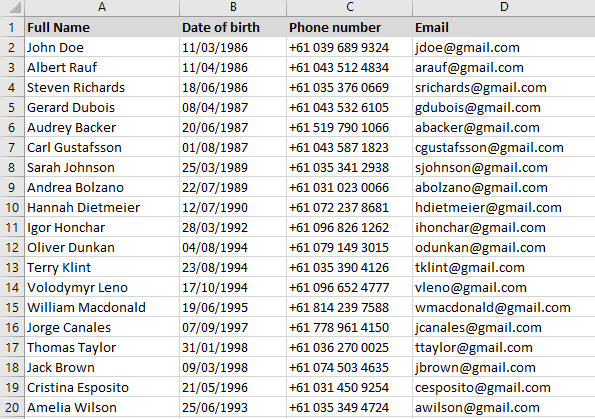 A B C D
1 Full Name Date of birth Phone number Email
2 John Doe 11/03/1986 +61 039 689 9324 jdoe@gmail.com
3 Albert Rauf 11/04/1986 +61 043 512 4834 arauf@gmail.com
4 Steven Richards 18/06/1986 +61 035 376 0669 srichards@gmail.com
5 Gerard Dubois 08/04/1987 +61 043 532 6105 gdubois@gmail.com
6 Audrey Backer 20/06/1987 +61 519 790 1066 abacker@gmail.com
7 Carl Gustafsson 01/08/1987 +61 043 587 1823 cgustafsson@gmail.com
8 Sarah Johnson 25/03/1989 +61 035 341 2938 sjohnson@gmail.com
9 Andrea Bolzano 22/07/1989 +61 031 023 0066 abolzano@gmail.com
10 Hannah Dietmeier 12/07/1990 +61 072 237 8681 hdietmeier@gmail.com
11 Igor Honchar 28/03/1992 +61 096 826 1262 ihonchar@gmail.com
12 Oliver Dunkan 04/08/1994 +61 079 149 3015 odunkan@gmail.com
13 Terry Klint 23/08/1994 +61 035 390 4126 tklint@gmail.com
14 Volodymyr Leno 17/10/1994 +61 096 652 4777 vleno@gmail.com
15 William Macdonald 19/06/1995 +61 814 239 7588 wmacdonald@gmail.com
16 Jorge Canales 07/09/1997 +61 778 961 4150 jcanales@gmail.com
17 Thomas Taylor 31/01/1998 +61 036 270 0025 ttaylor@gmail.com
18 Jack Brown 09/03/1998 +61 074 503 4635 jbrown@gmail.com
19 Cristina Esposito 21/05/1996 +61 031 450 9254 cesposito@gmail.com
20 Amelia Wilson 25/06/1993 +61 035 349 4724 awilson@gmail.com